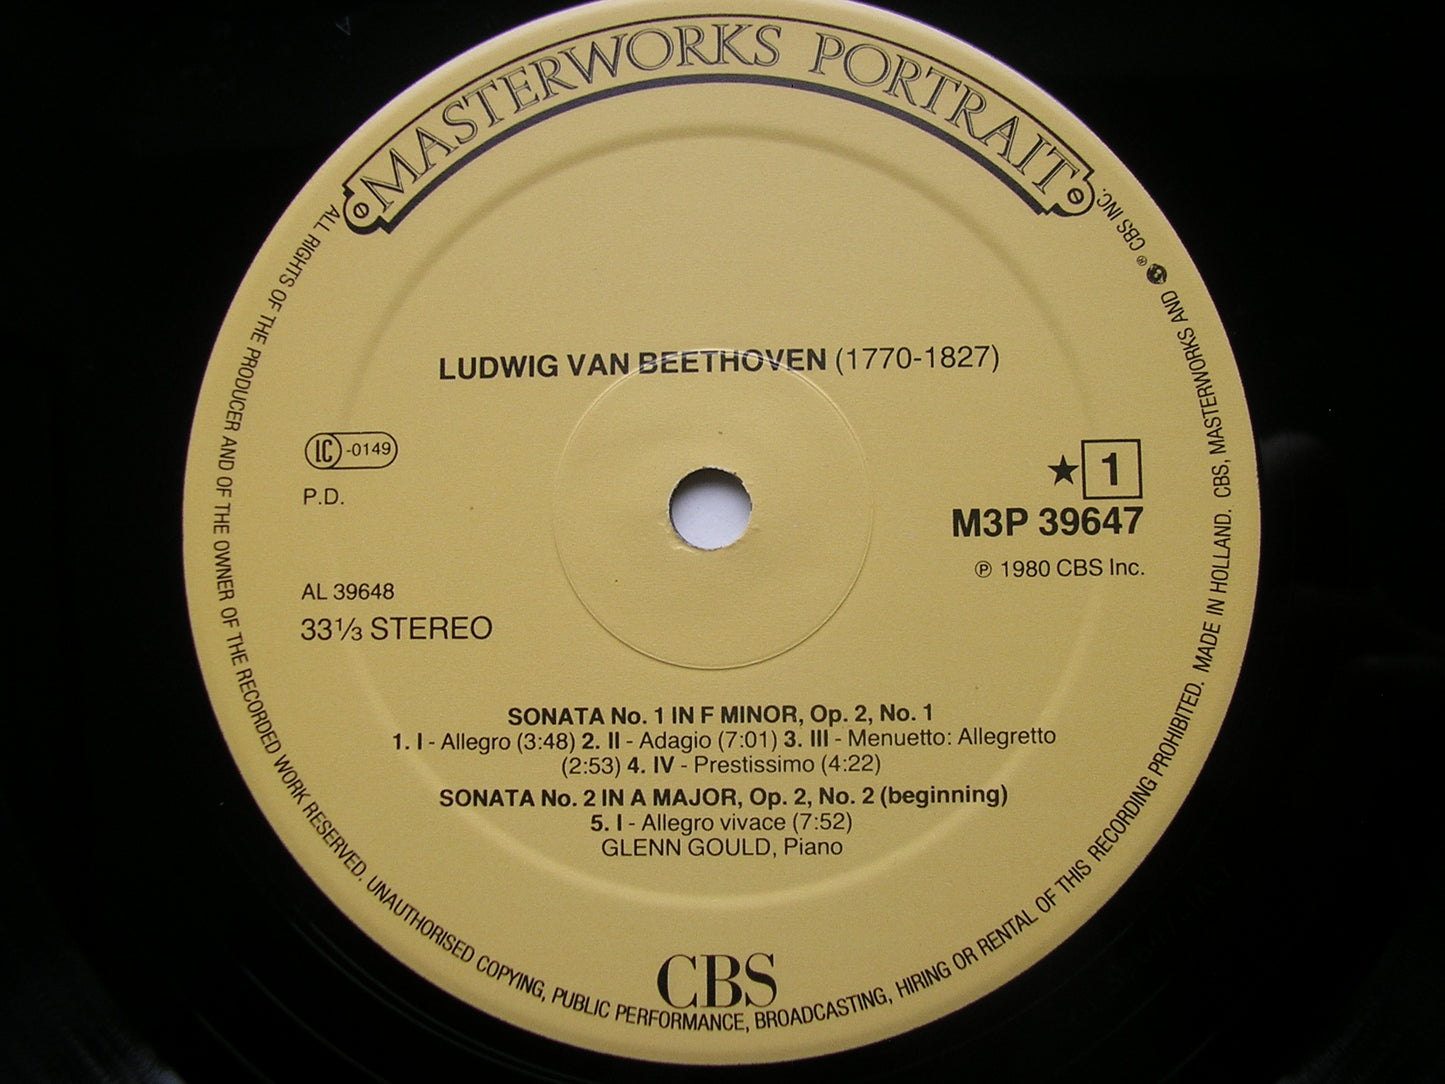 MASTERWORKS PORTRAIT
LUDWIG VAN BEETHOVEN (1770-1827)
LC -0149
P.D.
★ 1
M3P 39647
℗ 1980 CBS Inc.
AL 39648
33⅓ STEREO
SONATA No. 1 IN F MINOR, Op. 2, No. 1
1. I - Allegro (3:48) 2. II - Adagio (7:01) 3. III - Menuetto: Allegretto
(2:53) 4. IV - Prestissimo (4:22)
SONATA No. 2 IN A MAJOR, Op. 2, No. 2 (beginning)
5. I - Allegro vivace (7:52)
GLENN GOULD, Piano
CBS
ALL RIGHTS OF THE PRODUCER AND OF THE OWNER OF THE RECORDED WORK RESERVED. UNAUTHORISED COPYING, PUBLIC PERFORMANCE, BROADCASTING, HIRING OR RENTAL OF THIS RECORDING PROHIBITED. MADE IN HOLLAND. CBS, MASTERWORKS AND ® CBS INC.